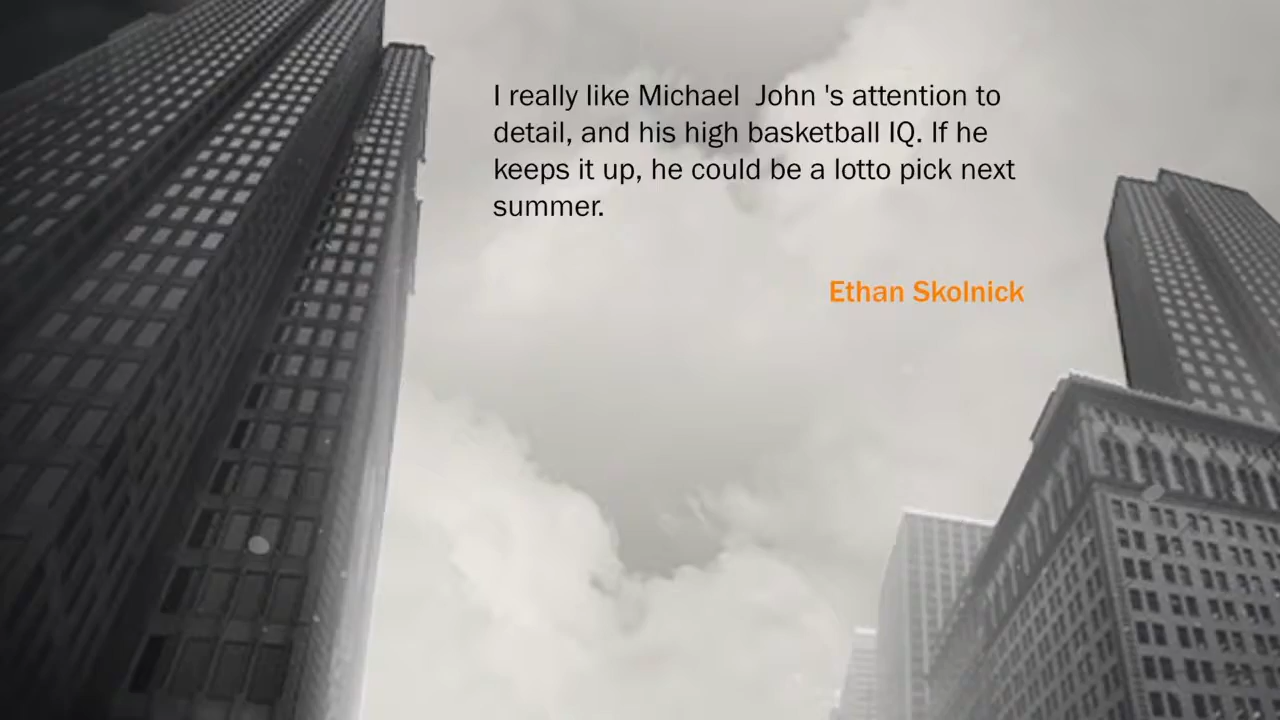 I really like Michael  John 's attention to
detail, and his high basketball IQ. If he
keeps it up, he could be a lotto pick next
summer.
Ethan Skolnick